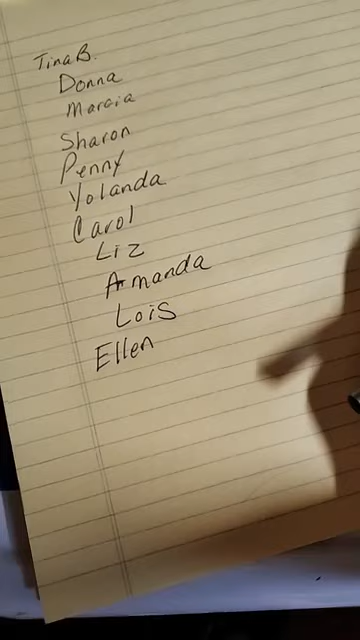 Tina B.
Donna
Marcia
Sharon
Penny
Yolanda
Carol
Liz
Amanda
Lois
Ellen